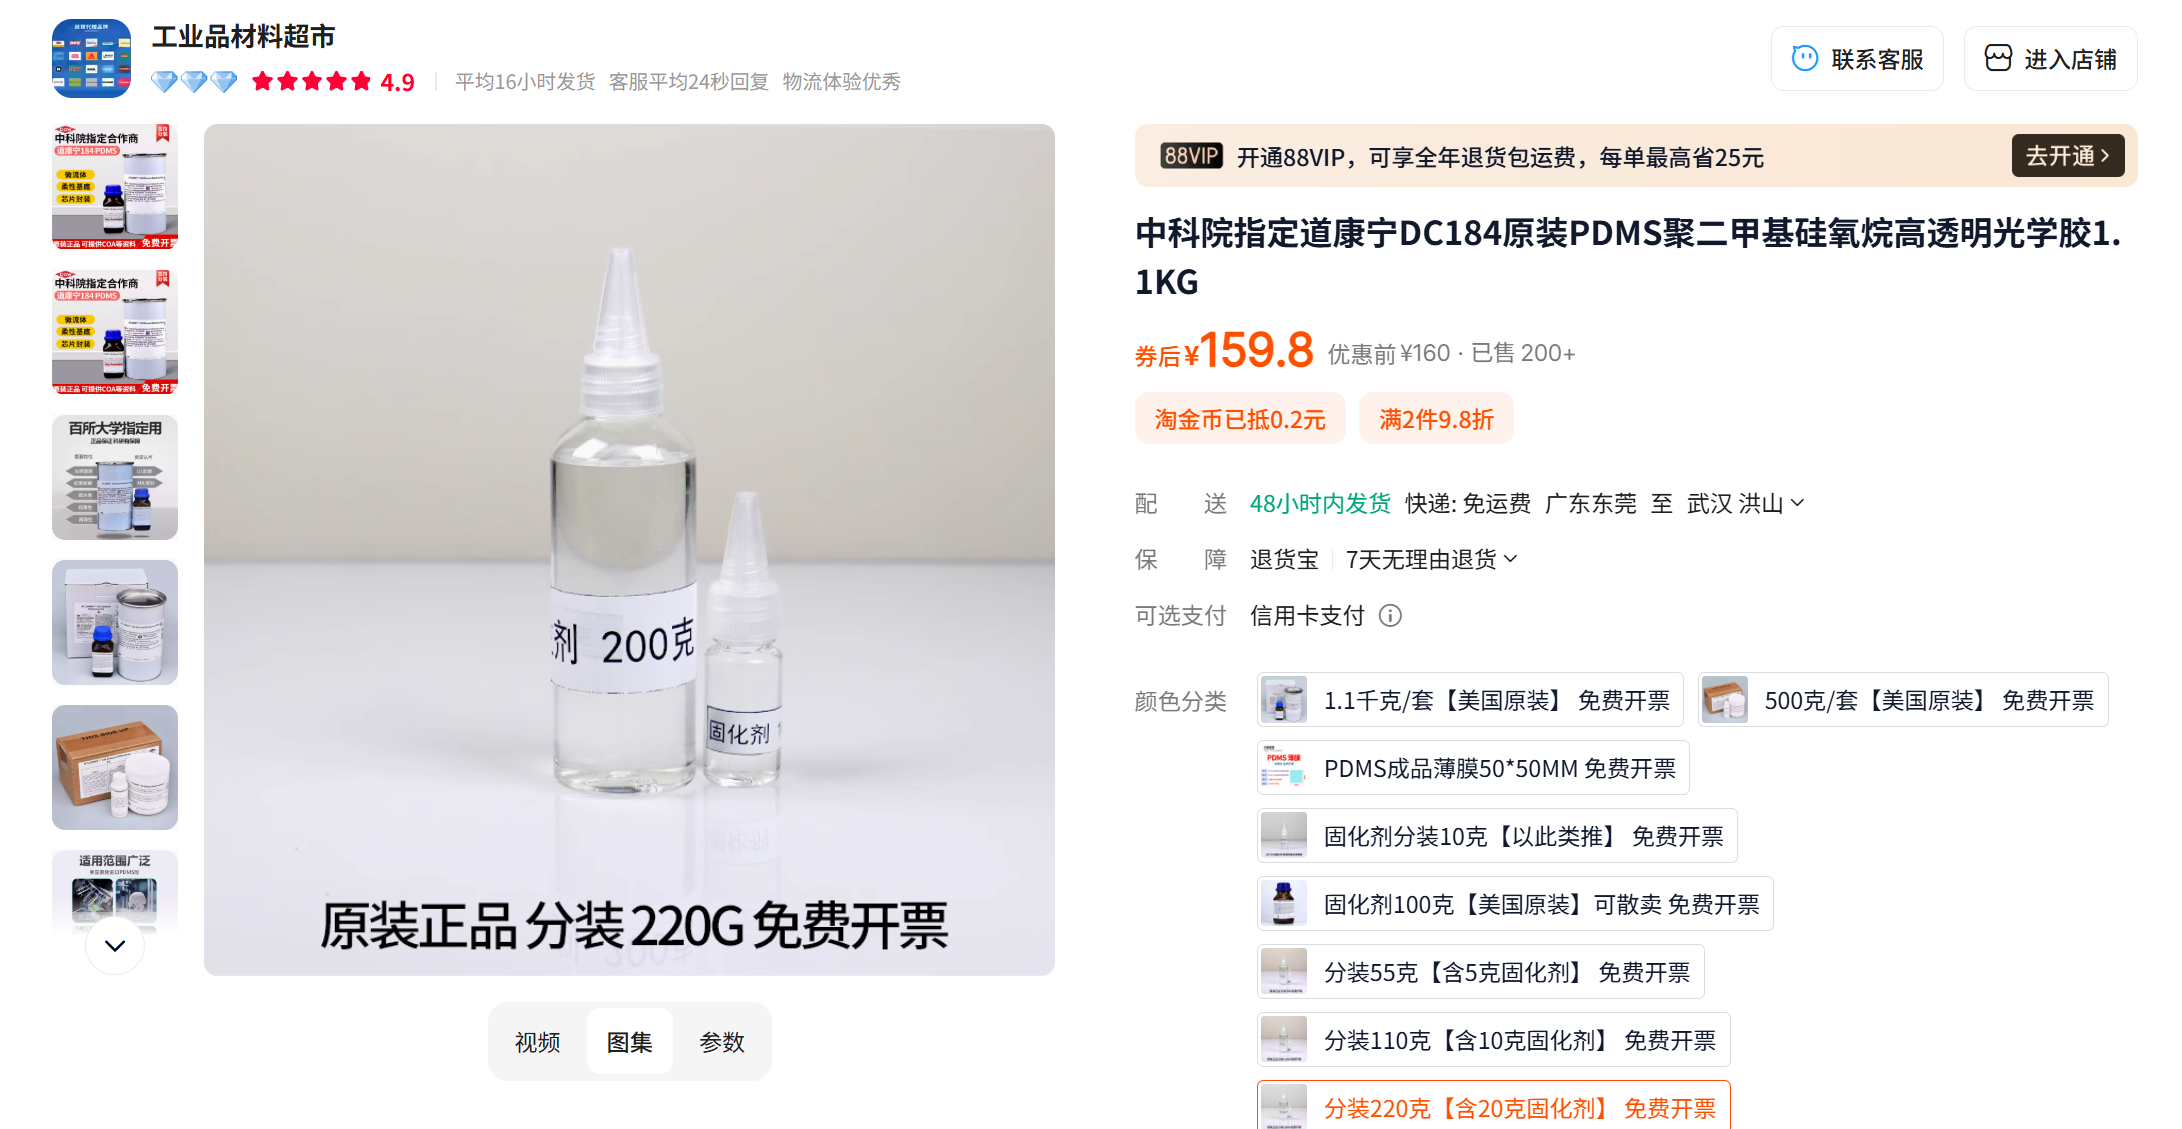 工业品材料超市
4.9
平均16小时发货 客服平均24秒回复 物流体验优秀
联系客服
进入店铺
中科院指定合作商
道康宁184 PDMS
微流体
柔性基底
芯片封装
原装正品 可提供COA等资料 免费开票
中科院指定合作商
道康宁184 PDMS
微流体
柔性基底
芯片封装
原装正品 可提供COA等资料 免费开票
百所大学指定用
适用范围广泛
剂 200克
固化剂
原装正品 分装 220G 免费开票
视频
图集
参数
88VIP 开通88VIP，可享全年退货包运费，每单最高省25元
去开通
中科院指定道康宁DC184原装PDMS聚二甲基硅氧烷高透明光学胶1.
1KG
券后 ¥159.8 优惠前 ¥160 · 已售 200+
淘金币已抵0.2元
满2件9.8折
配送 48小时内发货 快递: 免运费 广东东莞 至 武汉 洪山
保障 退货宝 7天无理由退货
可选支付 信用卡支付
颜色分类
1.1千克/套【美国原装】 免费开票
500克/套【美国原装】 免费开票
PDMS 薄膜
PDMS成品薄膜50*50MM 免费开票
固化剂分装10克【以此类推】 免费开票
固化剂100克【美国原装】可散卖 免费开票
分装55克【含5克固化剂】 免费开票
分装110克【含10克固化剂】 免费开票
分装220克【含20克固化剂】 免费开票